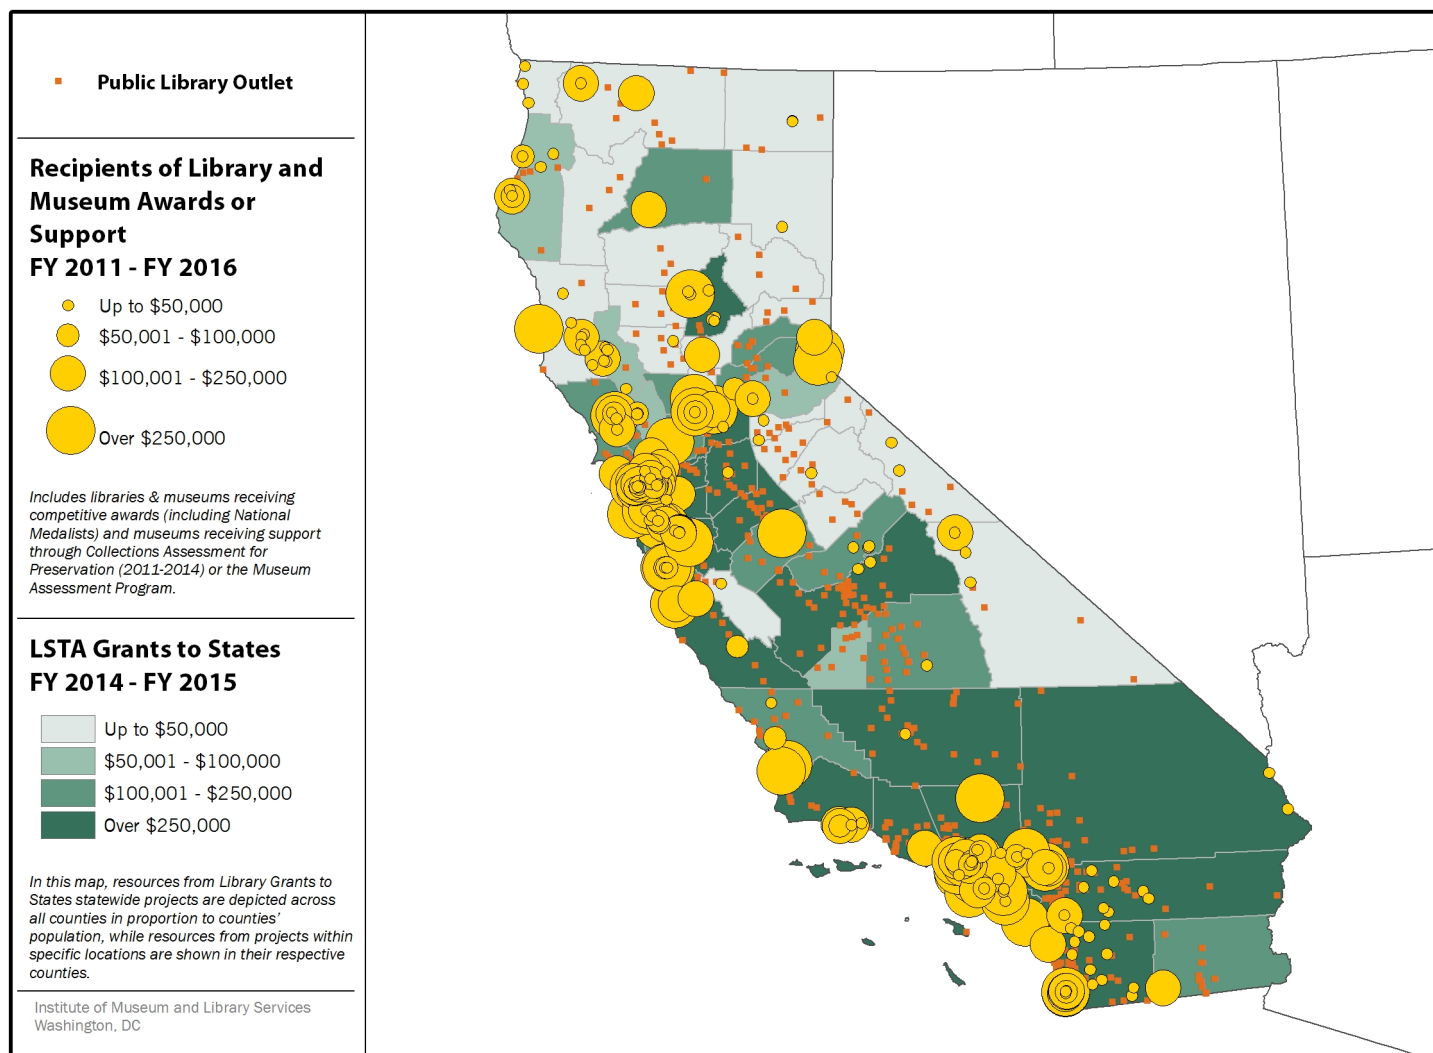 Public Library Outlet
Recipients of Library and
Museum Awards or
Support
FY 2011 - FY 2016
Up to $50,000
$50,001 - $100,000
$100,001 - $250,000
Over $250,000
Includes libraries & museums receiving
competitive awards (including National
Medalists) and museums receiving support
through Collections Assessment for
Preservation (2011-2014) or the Museum
Assessment Program.
LSTA Grants to States
FY 2014 - FY 2015
Up to $50,000
$50,001 - $100,000
$100,001 - $250,000
Over $250,000
In this map, resources from Library Grants to
States statewide projects are depicted across
all counties in proportion to counties'
population, while resources from projects within
specific locations are shown in their respective
counties.
Institute of Museum and Library Services
Washington, DC